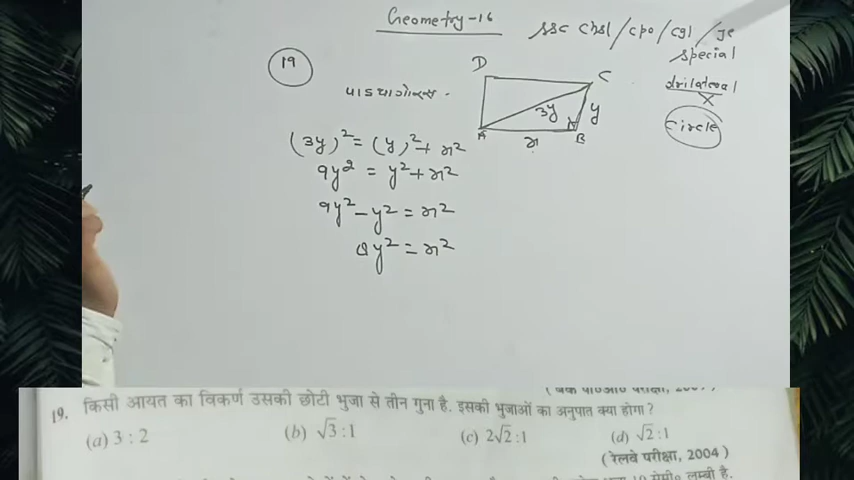 Geometry-16
SSC chsl/cpo/cgl/je
special
drilateral
circle
19
पाइथागोरस -
D
C
3y
y
A
x
B
(3y)² = (y)² + x²
9y² = y² + x²
9y² - y² = x²
8y² = x²
19. किसी आयत का विकर्ण उसकी छोटी भुजा से तीन गुना है. इसकी भुजाओं का अनुपात क्या होगा?
(a) 3 : 2
(b) √3 : 1
(c) 2√2 : 1
(d) √2 : 1
(रेलवे परीक्षा, 2004)
लम्बी है.